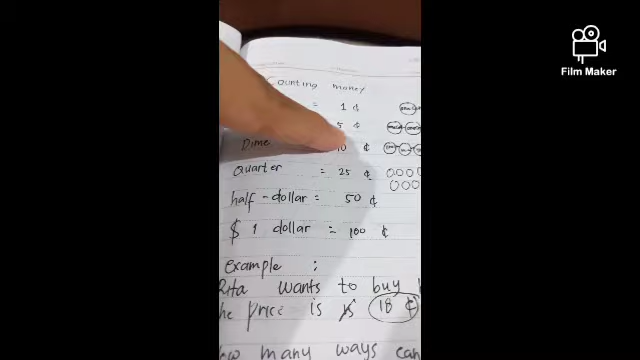 Counting money
= 1 ¢
5 ¢
Dime 10 ¢
Quarter = 25 ¢
half-dollar = 50 ¢
$ 1 dollar = 100 ¢
Example :
Rita wants to buy
the price is 18 ¢
How many ways can
Film Maker